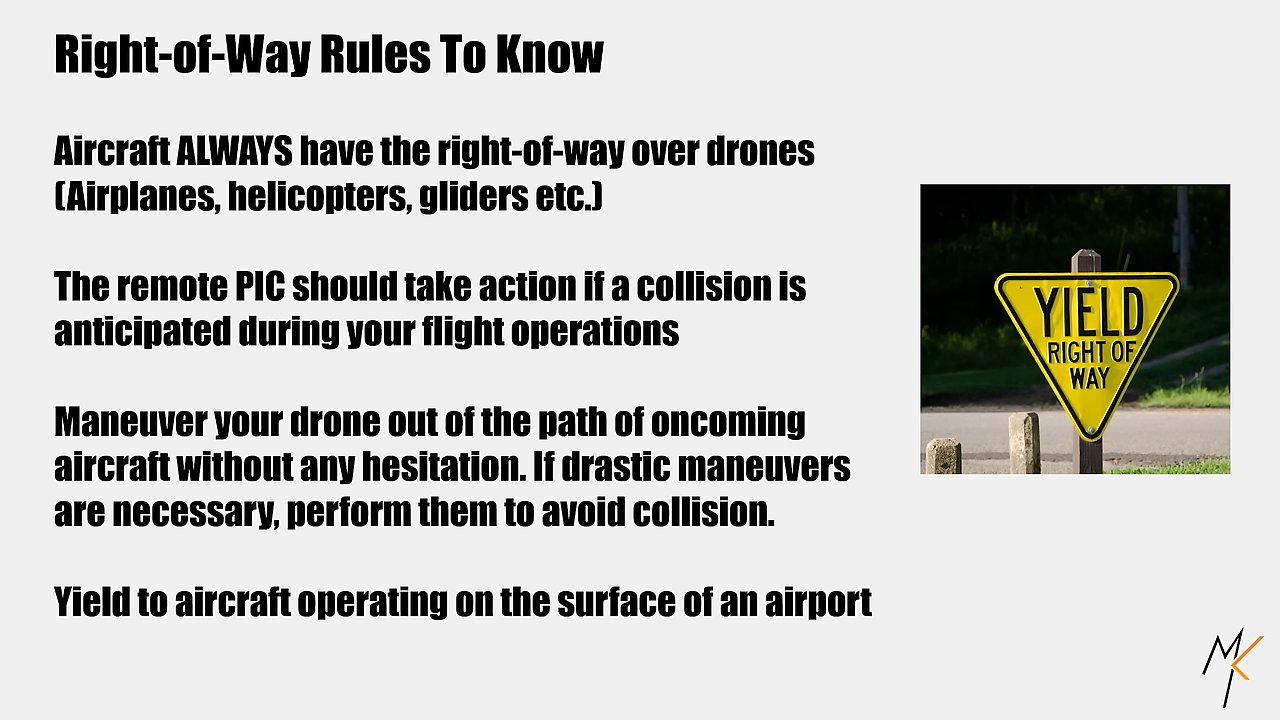 Right-of-Way Rules To Know
Aircraft ALWAYS have the right-of-way over drones
(Airplanes, helicopters, gliders etc.)
The remote PIC should take action if a collision is
anticipated during your flight operations
Maneuver your drone out of the path of oncoming
aircraft without any hesitation. If drastic maneuvers
are necessary, perform them to avoid collision.
Yield to aircraft operating on the surface of an airport
YIELD
RIGHT OF
WAY
MK